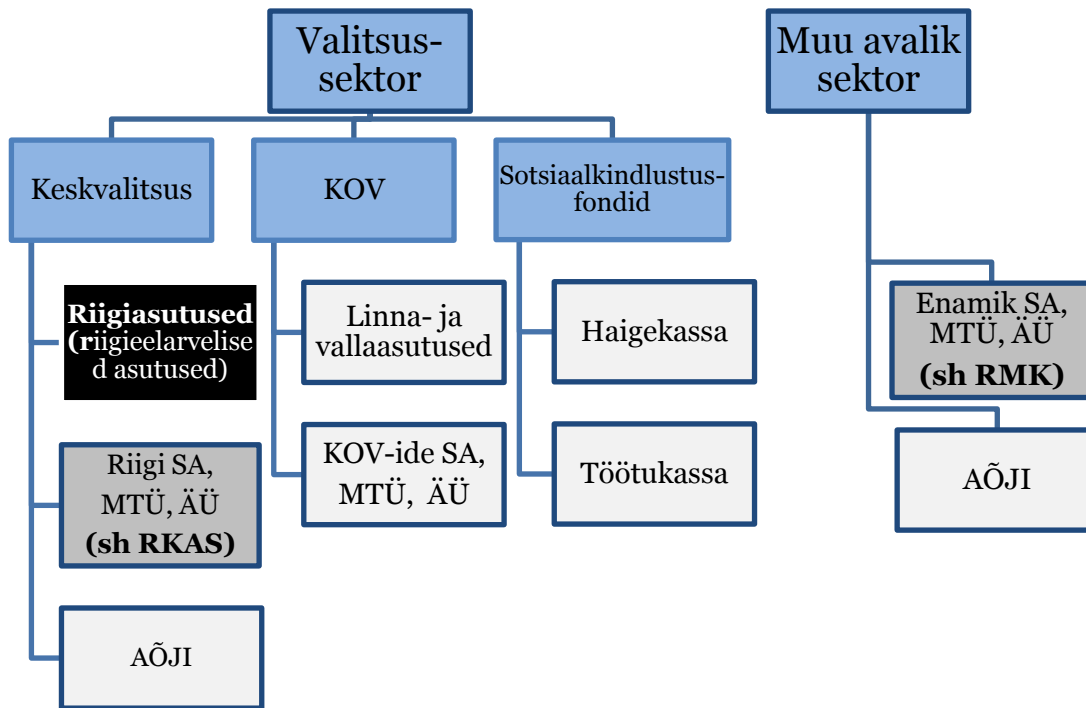 Valitsus-
sektor
Muu avalik
sektor
Keskvalitsus
KOV
Sotsiaalkindlustus-
fondid
Riigiasutused
(riigieelarvelise
d asutused)
Linna- ja
vallaasutused
Haigekassa
Enamik SA,
MTÜ, ÄÜ
(sh RMK)
Riigi SA,
MTÜ, ÄÜ
(sh RKAS)
KOV-ide SA,
MTÜ, ÄÜ
Töötukassa
AÕJI
AÕJI